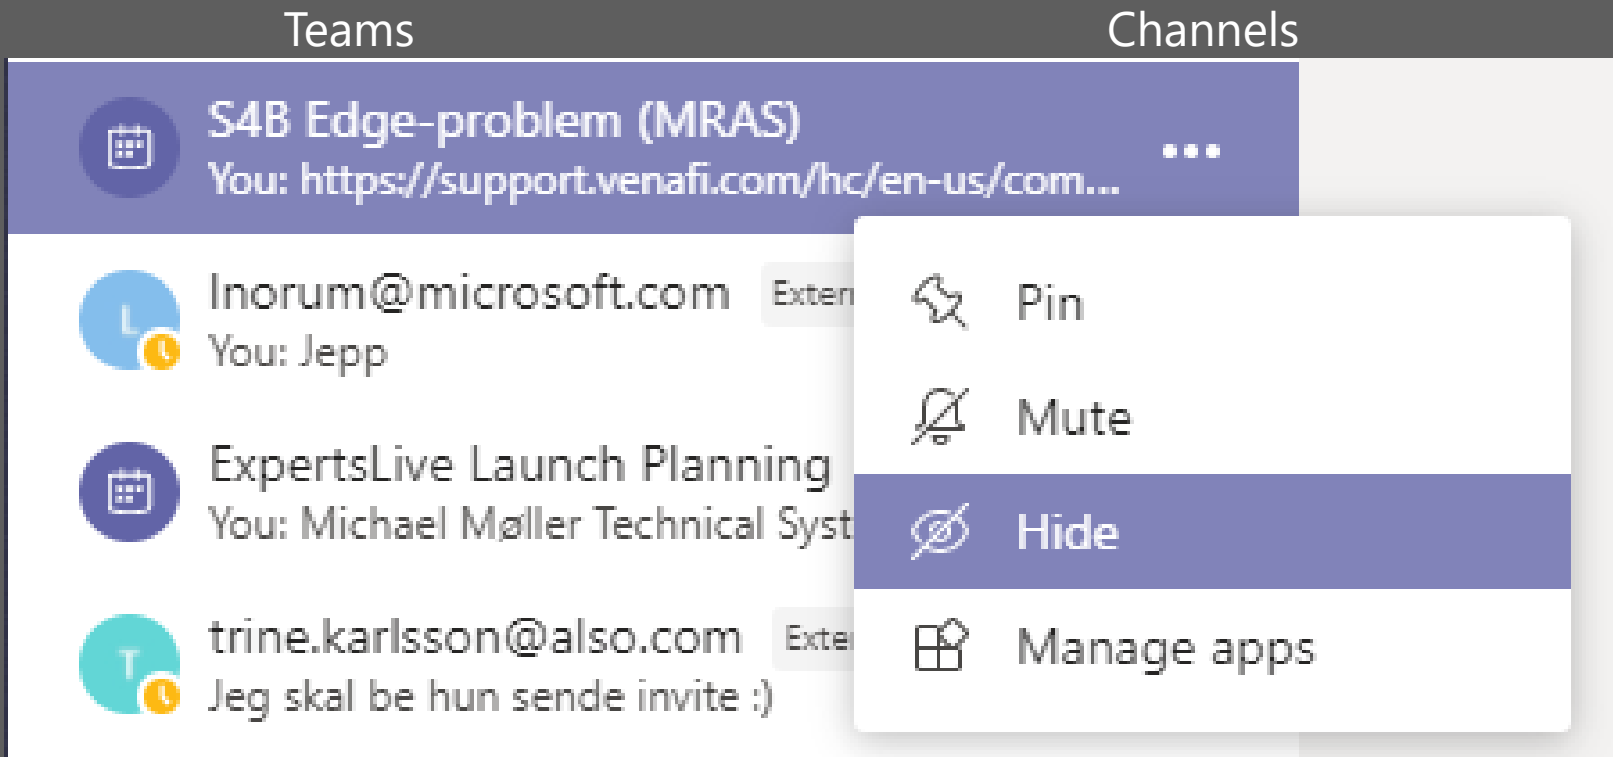 Teams Channels
S4B Edge-problem (MRAS)
You: https://support.venafi.com/hc/en-us/com...
L
lnorum@microsoft.com
You: Jepp
ExpertsLive Launch Planning
You: Michael Møller Technical Syst
T
trine.karlsson@also.com
Jeg skal be hun sende invite :)
Pin
Mute
Hide
Manage apps